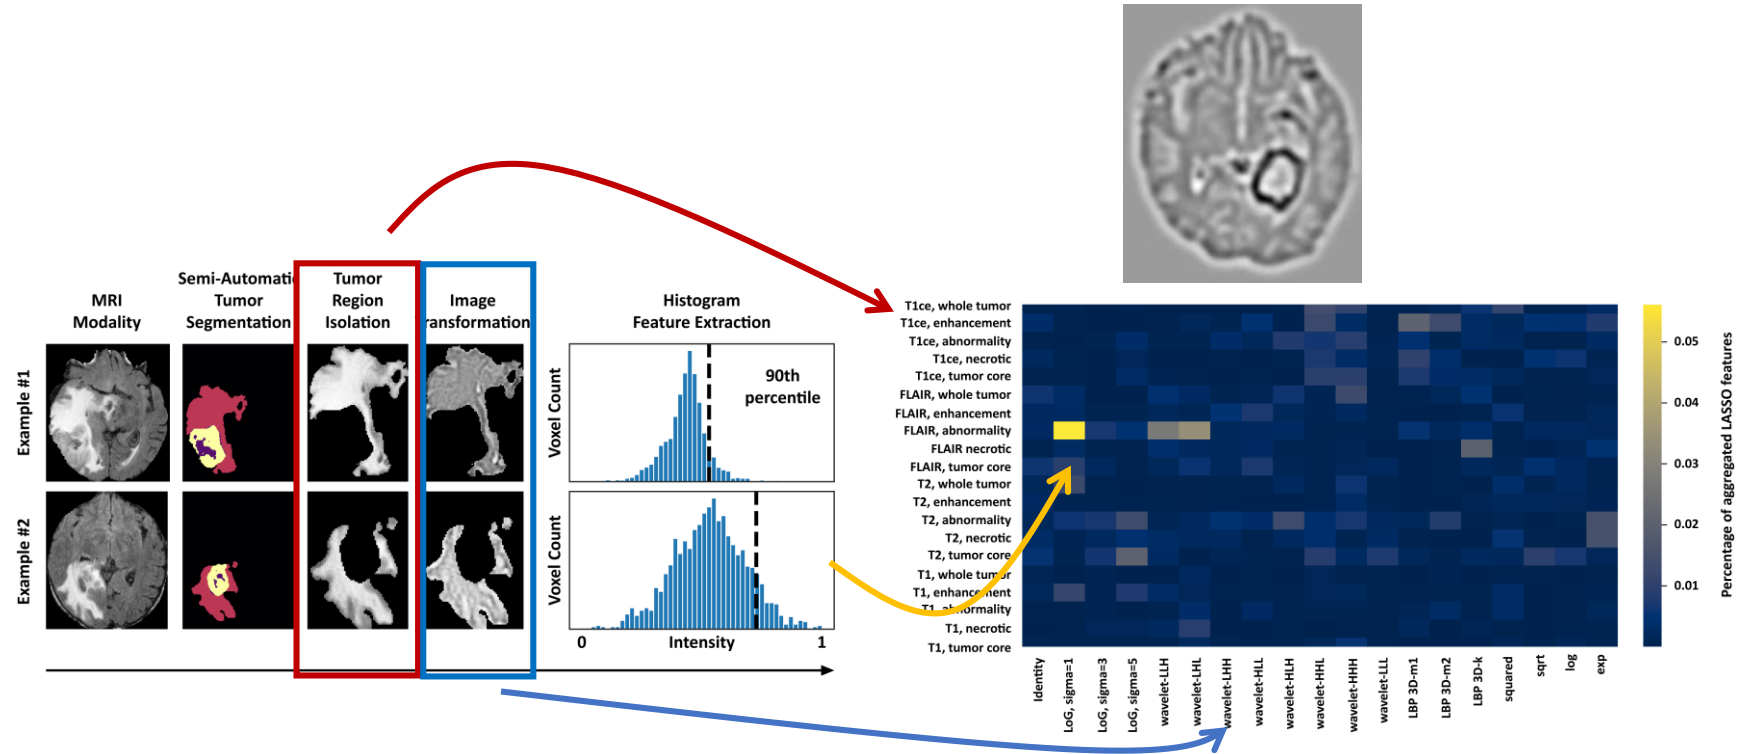 MRI
Modality
Semi-Automatic
Tumor
Segmentation
Tumor
Region
Isolation
Image
Transformation
Histogram
Feature Extraction
Example #1
Example #2
Voxel Count
90th
percentile
Voxel Count
0
Intensity
1
T1ce, whole tumor
T1ce, enhancement
T1ce, abnormality
T1ce, necrotic
T1ce, tumor core
FLAIR, whole tumor
FLAIR, enhancement
FLAIR, abnormality
FLAIR necrotic
FLAIR, tumor core
T2, whole tumor
T2, enhancement
T2, abnormality
T2, necrotic
T2, tumor core
T1, whole tumor
T1, enhancement
T1, abnormality
T1, necrotic
T1, tumor core
Identity
LoG, sigma=1
LoG, sigma=3
LoG, sigma=5
wavelet-LLH
wavelet-LHL
wavelet-LHH
wavelet-HLL
wavelet-HLH
wavelet-HHL
wavelet-HHH
wavelet-LLL
LBP 3D-m1
LBP 3D-m2
LBP 3D-k
squared
sqrt
log
exp
0.05
0.04
0.03
0.02
0.01
Percentage of aggregated LASSO features